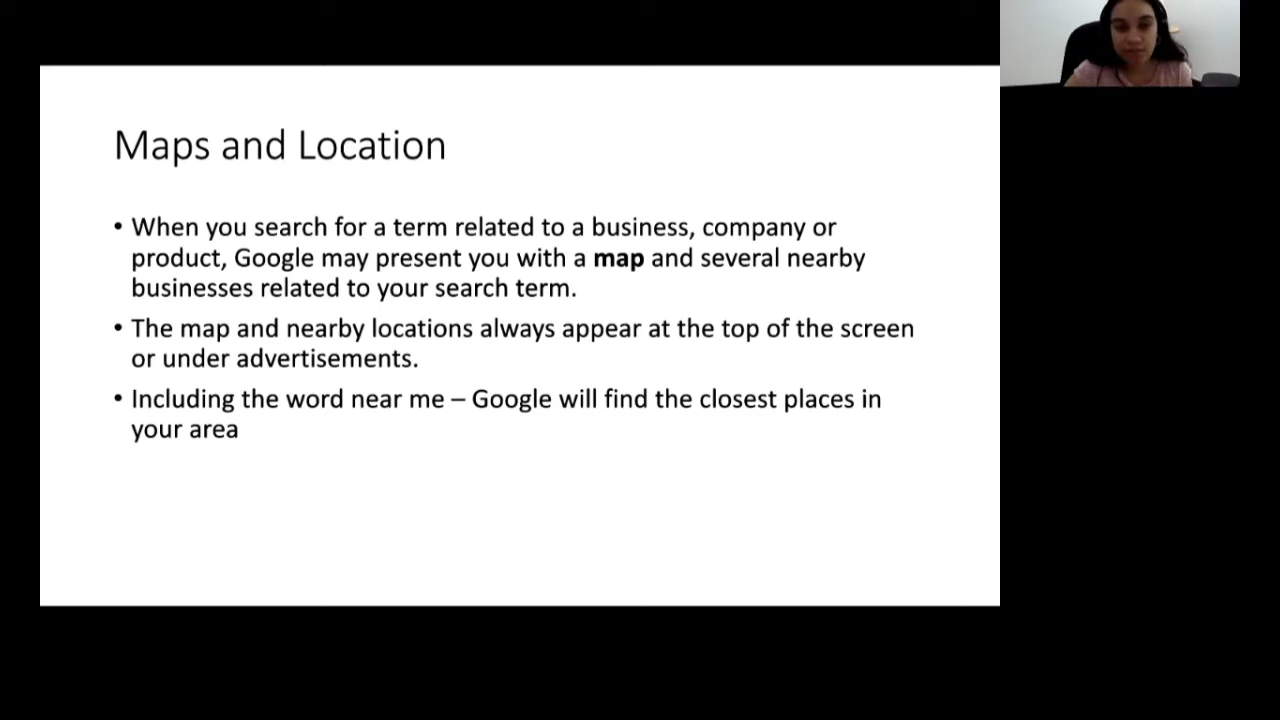 Maps and Location
• When you search for a term related to a business, company or
product, Google may present you with a map and several nearby
businesses related to your search term.
• The map and nearby locations always appear at the top of the screen
or under advertisements.
• Including the word near me – Google will find the closest places in
your area